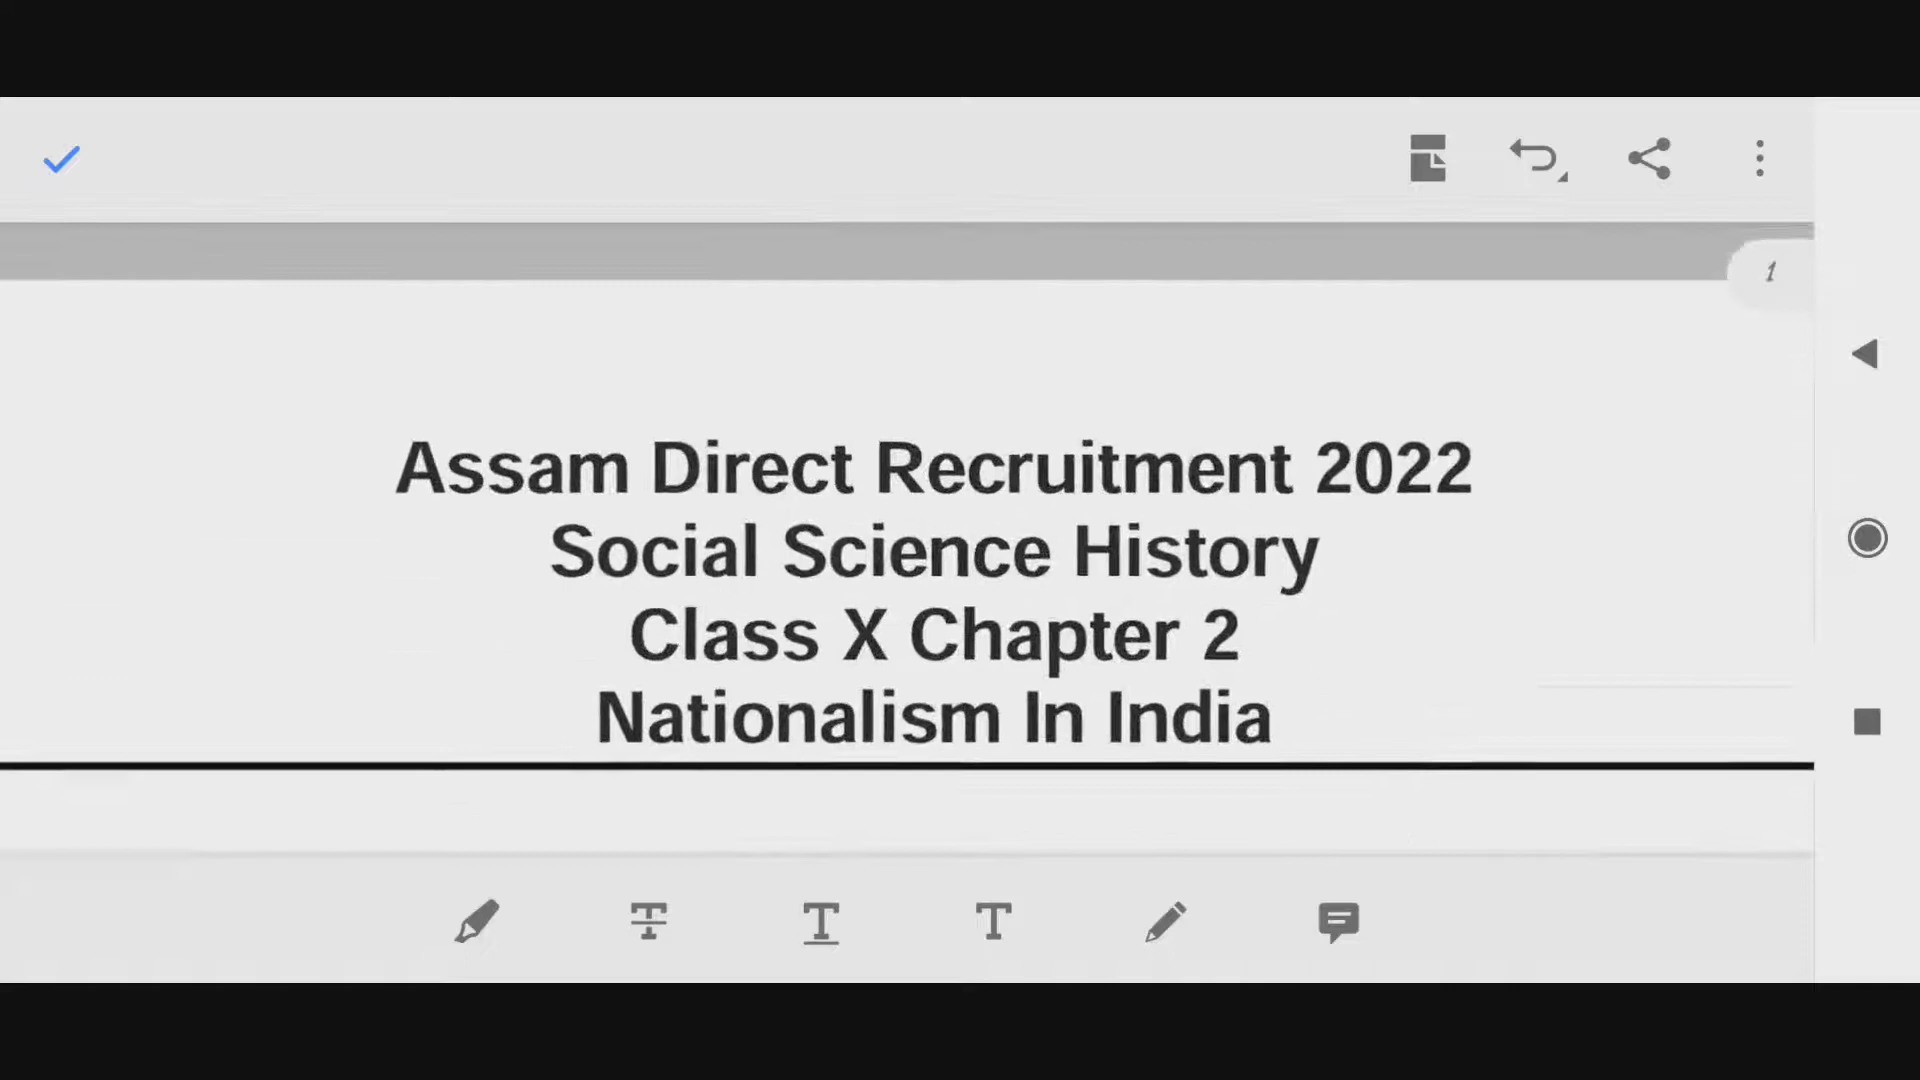 1
Assam Direct Recruitment 2022
Social Science History
Class X Chapter 2
Nationalism In India